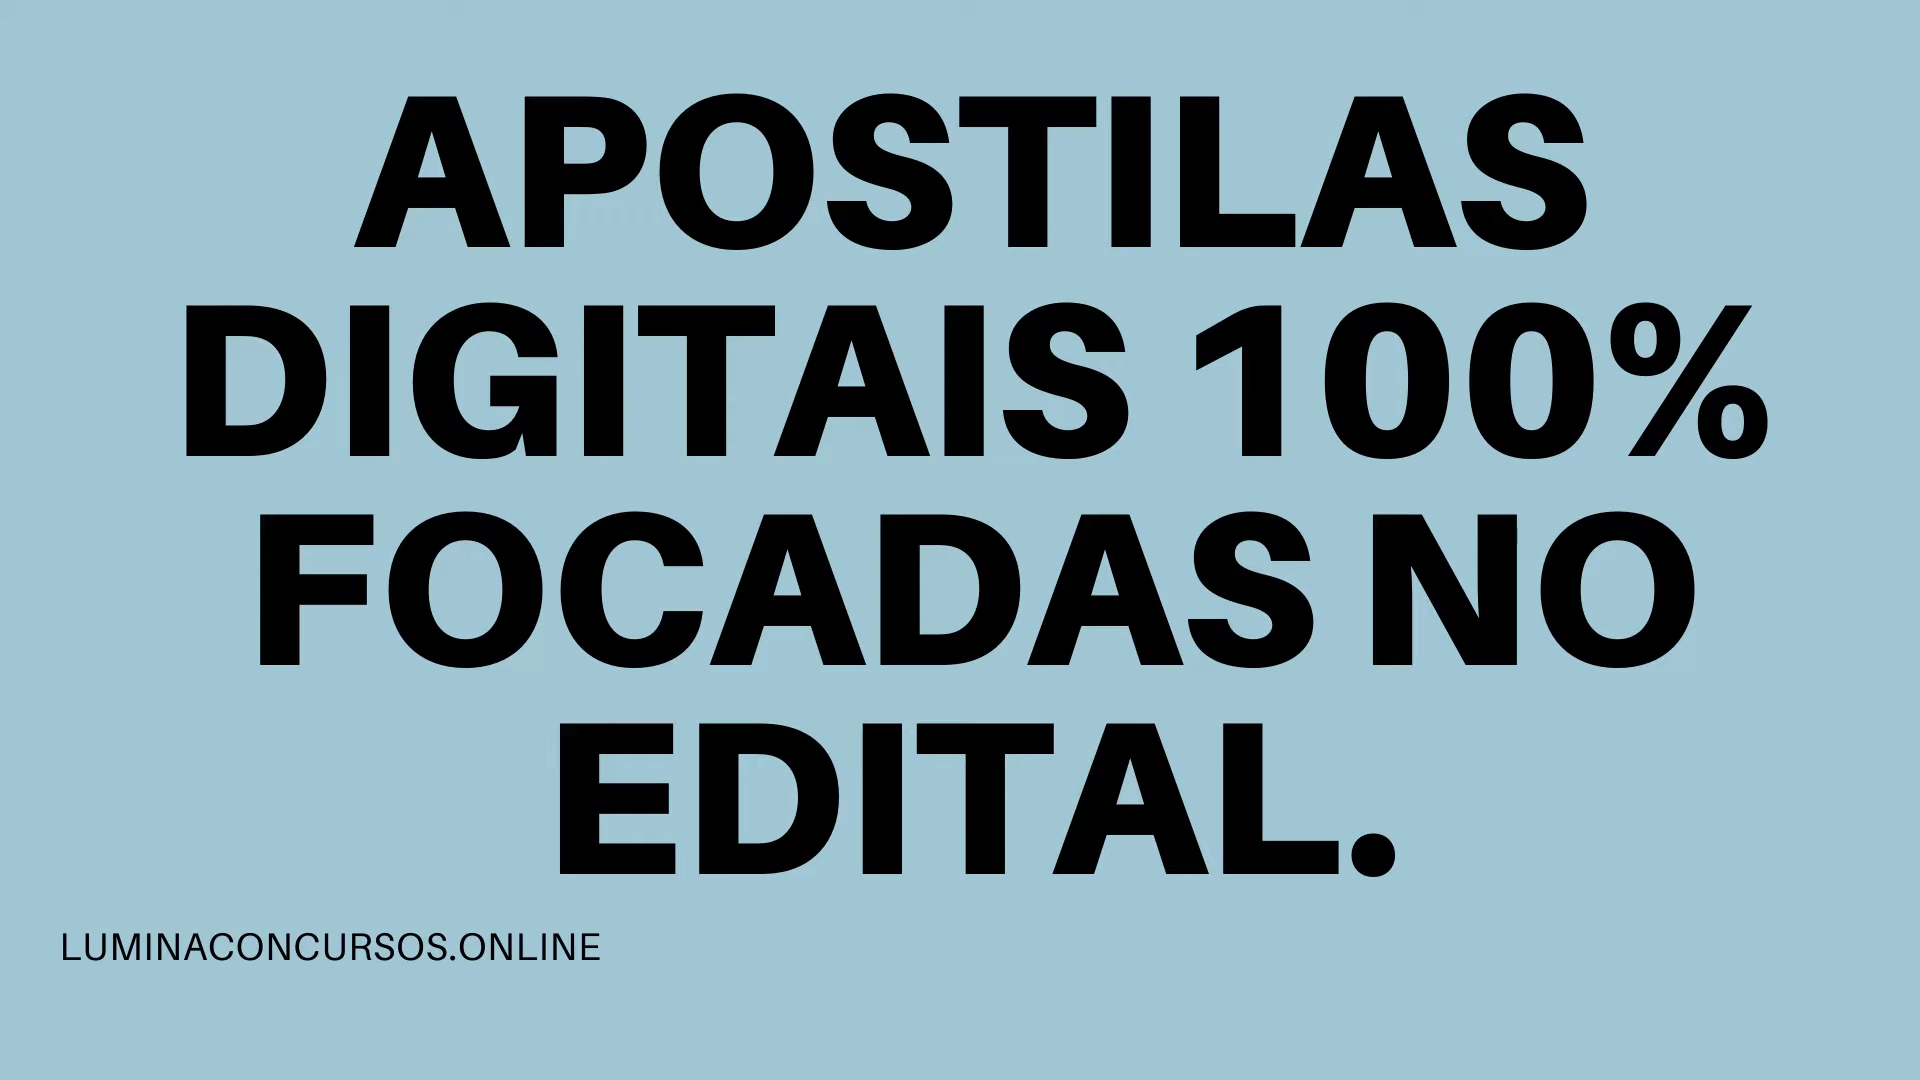 APOSTILAS
DIGITAIS 100%
FOCADAS NO
EDITAL.
LUMINACONCURSOS.ONLINE